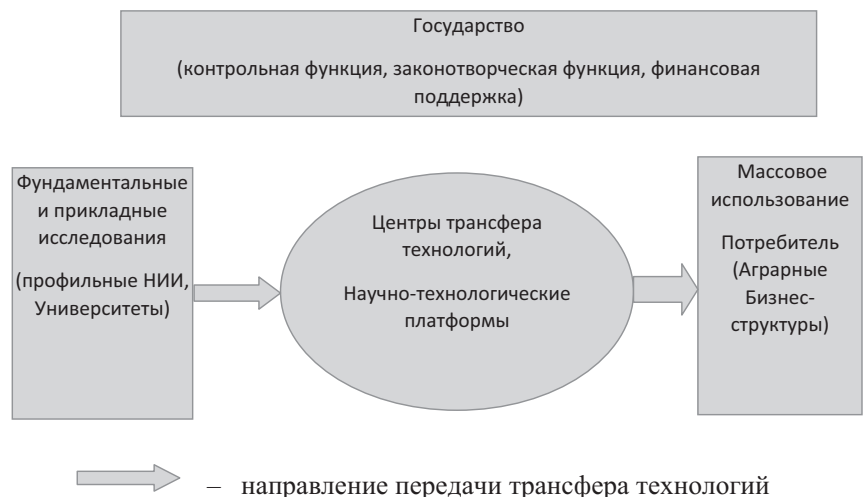 Государство
(контрольная функция, законотворческая функция, финансовая
поддержка)
Фундаментальные
и прикладные
исследования
(профильные НИИ,
Университеты)
Центры трансфера
технологий,
Научно-технологические
платформы
Массовое
использование
Потребитель
(Аграрные
Бизнес-
структуры)
– направление передачи трансфера технологий